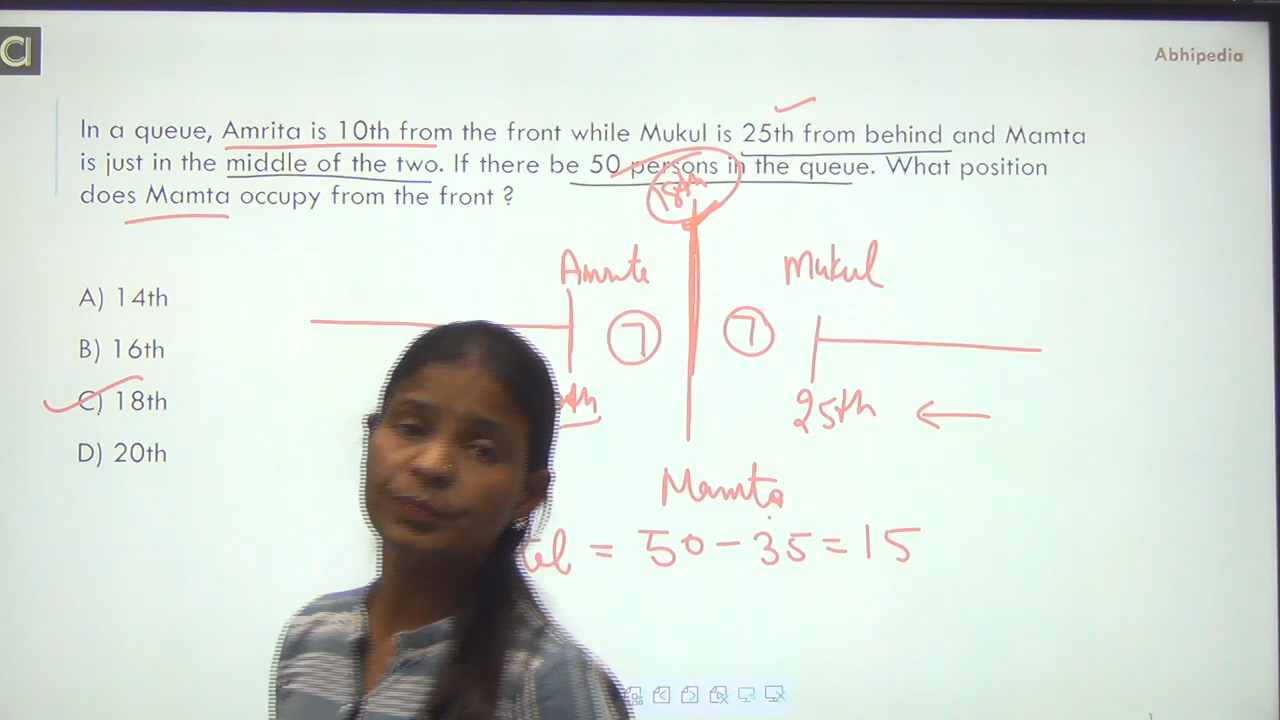 Abhipedia
In a queue, Amrita is 10th from the front while Mukul is 25th from behind and Mamta
is just in the middle of the two. If there be 50 persons in the queue. What position
does Mamta occupy from the front ?
18th
Mukul
A) 14th
7 7
B) 16th
C) 18th
25th
D) 20th
Mamta
= 50 - 35 = 15